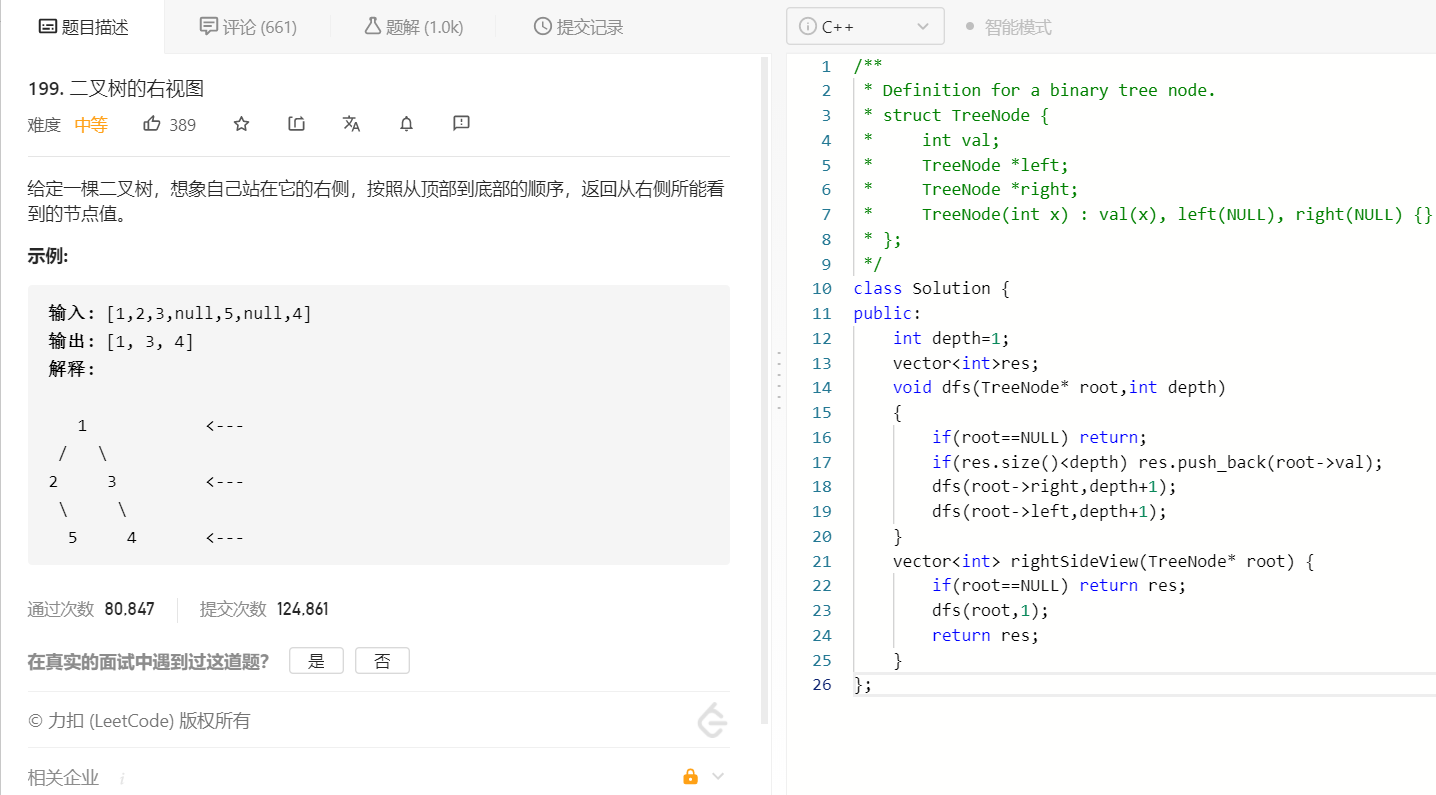 题目描述
评论 (661)
题解 (1.0k)
提交记录
199. 二叉树的右视图
难度 中等 389
给定一棵二叉树，想象自己站在它的右侧，按照从顶部到底部的顺序，返回从右侧所能看
到的节点值。
示例:
输入: [1,2,3,null,5,null,4]
输出: [1, 3, 4]
解释:
   1            <---
 /   \
2     3         <---
 \     \
  5     4       <---
通过次数 80,847 提交次数 124,861
在真实的面试中遇到过这道题? 是 否
© 力扣 (LeetCode) 版权所有
相关企业 i
C++ 智能模式
1 /**
2  * Definition for a binary tree node.
3  * struct TreeNode {
4  *     int val;
5  *     TreeNode *left;
6  *     TreeNode *right;
7  *     TreeNode(int x) : val(x), left(NULL), right(NULL) {}
8  * };
9  */
10 class Solution {
11 public:
12     int depth=1;
13     vector<int>res;
14     void dfs(TreeNode* root,int depth)
15     {
16         if(root==NULL) return;
17         if(res.size()<depth) res.push_back(root->val);
18         dfs(root->right,depth+1);
19         dfs(root->left,depth+1);
20     }
21     vector<int> rightSideView(TreeNode* root) {
22         if(root==NULL) return res;
23         dfs(root,1);
24         return res;
25     }
26 };